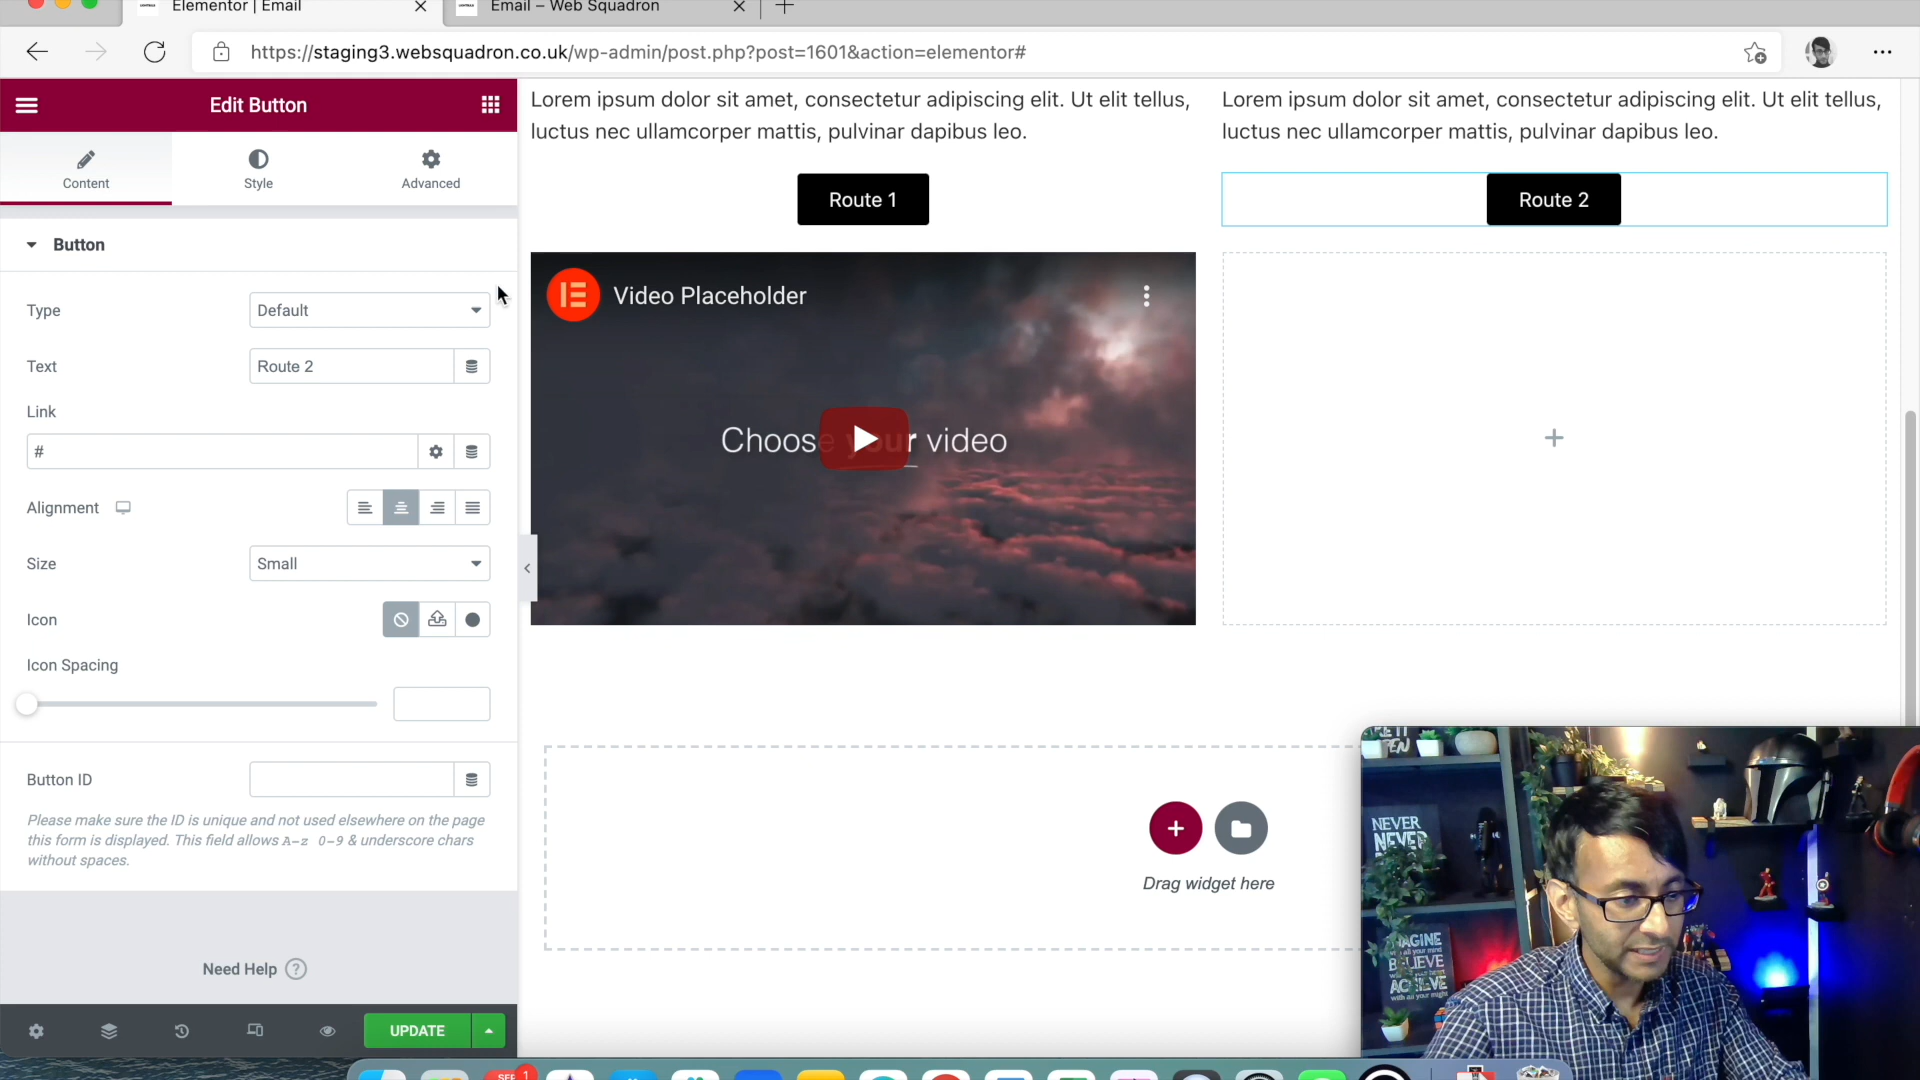 Elementor | Email
Email – Web Squadron
https://staging3.websquadron.co.uk/wp-admin/post.php?post=1601&action=elementor#
Edit Button
Content
Style
Advanced
Button
Type
Default
Text
Route 2
Link
#
Alignment
Size
Small
Icon
Icon Spacing
Button ID
Please make sure the ID is unique and not used elsewhere on the page
this form is displayed. This field allows A-z 0-9 & underscore chars
without spaces.
Need Help
UPDATE
Lorem ipsum dolor sit amet, consectetur adipiscing elit. Ut elit tellus,
luctus nec ullamcorper mattis, pulvinar dapibus leo.
Route 1
Lorem ipsum dolor sit amet, consectetur adipiscing elit. Ut elit tellus,
luctus nec ullamcorper mattis, pulvinar dapibus leo.
Route 2
Video Placeholder
Choose your video
Drag widget here
NEVER
NEVER
BELIEVE
SEP
1